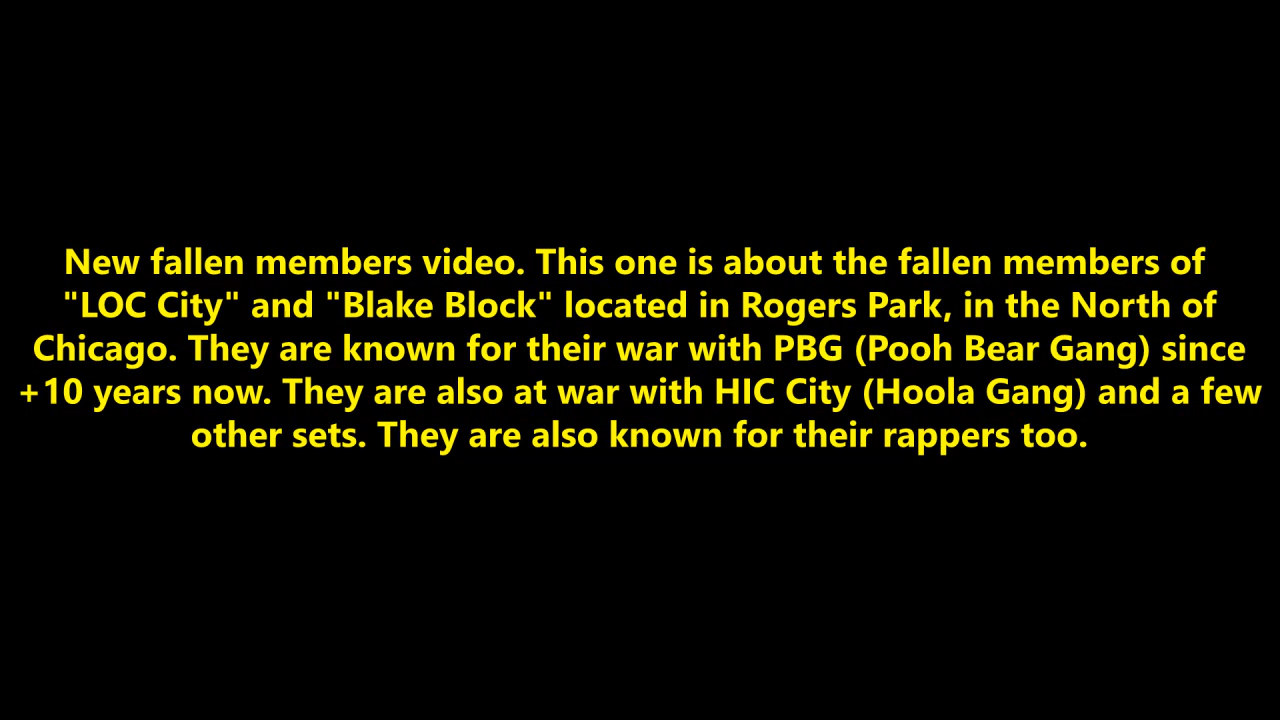 New fallen members video. This one is about the fallen members of
"LOC City" and "Blake Block" located in Rogers Park, in the North of
Chicago. They are known for their war with PBG (Pooh Bear Gang) since
+10 years now. They are also at war with HIC City (Hoola Gang) and a few
other sets. They are also known for their rappers too.